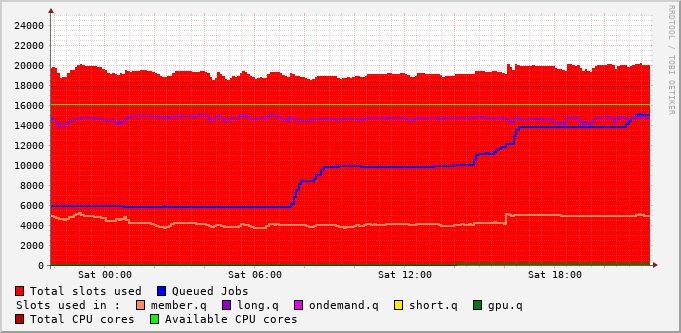 24000
22000
20000
18000
16000
14000
12000
10000
8000
6000
4000
2000
0
Sat 00:00 Sat 06:00 Sat 12:00 Sat 18:00
RRDTOOL / TOBI OETIKER
Total slots used Queued Jobs
Slots used in : member.q long.q ondemand.q short.q gpu.q
Total CPU cores Available CPU cores